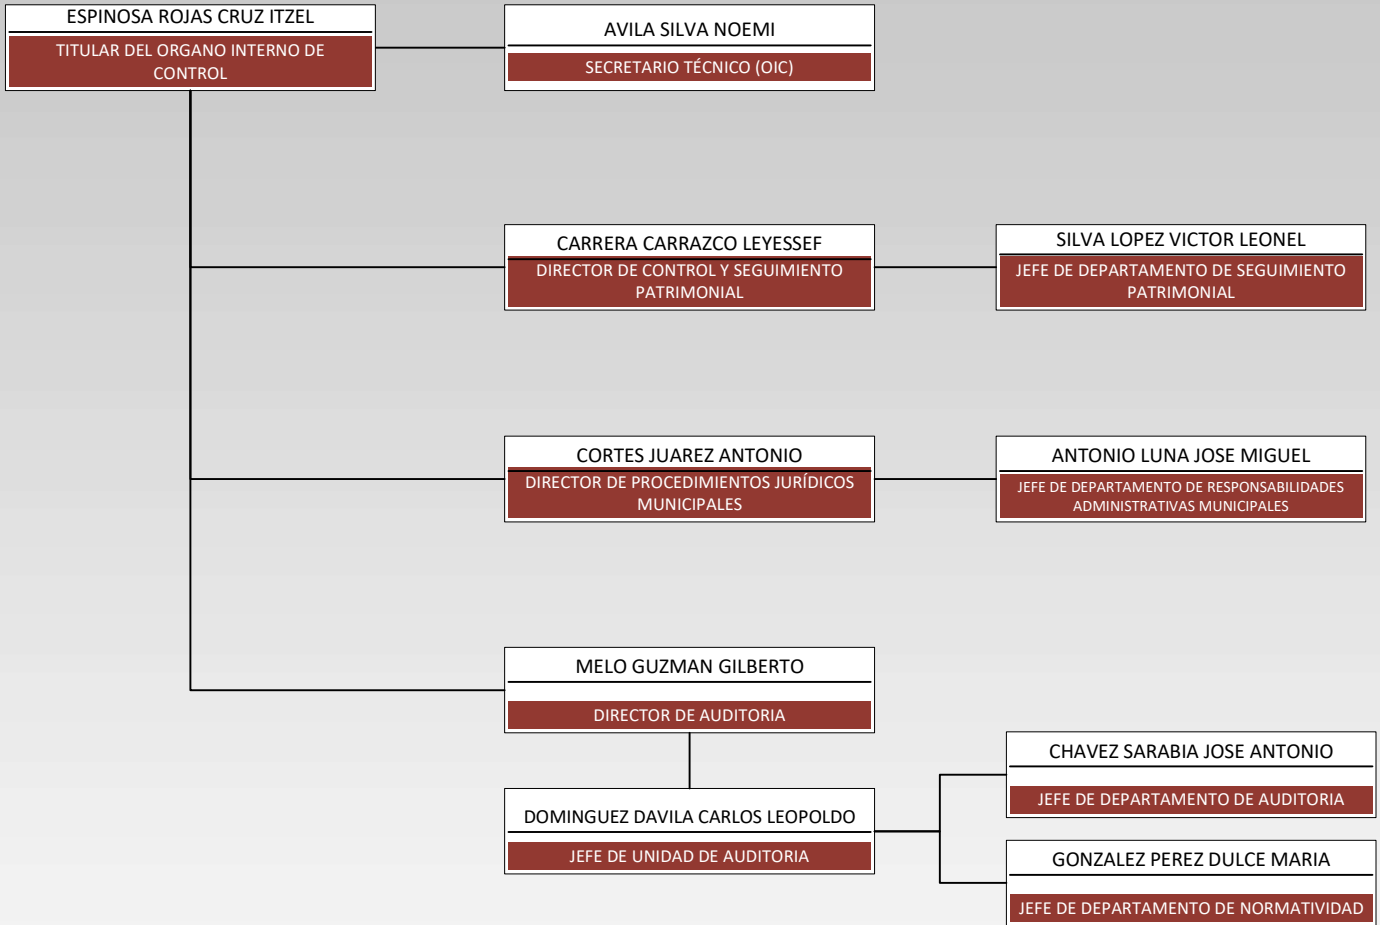 ESPINOSA ROJAS CRUZ ITZEL
TITULAR DEL ORGANO INTERNO DE
CONTROL
AVILA SILVA NOEMI
SECRETARIO TÉCNICO (OIC)
CARRERA CARRAZCO LEYESSEF
DIRECTOR DE CONTROL Y SEGUIMIENTO
PATRIMONIAL
SILVA LOPEZ VICTOR LEONEL
JEFE DE DEPARTAMENTO DE SEGUIMIENTO
PATRIMONIAL
CORTES JUAREZ ANTONIO
DIRECTOR DE PROCEDIMIENTOS JURÍDICOS
MUNICIPALES
ANTONIO LUNA JOSE MIGUEL
JEFE DE DEPARTAMENTO DE RESPONSABILIDADES
ADMINISTRATIVAS MUNICIPALES
MELO GUZMAN GILBERTO
DIRECTOR DE AUDITORIA
DOMINGUEZ DAVILA CARLOS LEOPOLDO
JEFE DE UNIDAD DE AUDITORIA
CHAVEZ SARABIA JOSE ANTONIO
JEFE DE DEPARTAMENTO DE AUDITORIA
GONZALEZ PEREZ DULCE MARIA
JEFE DE DEPARTAMENTO DE NORMATIVIDAD